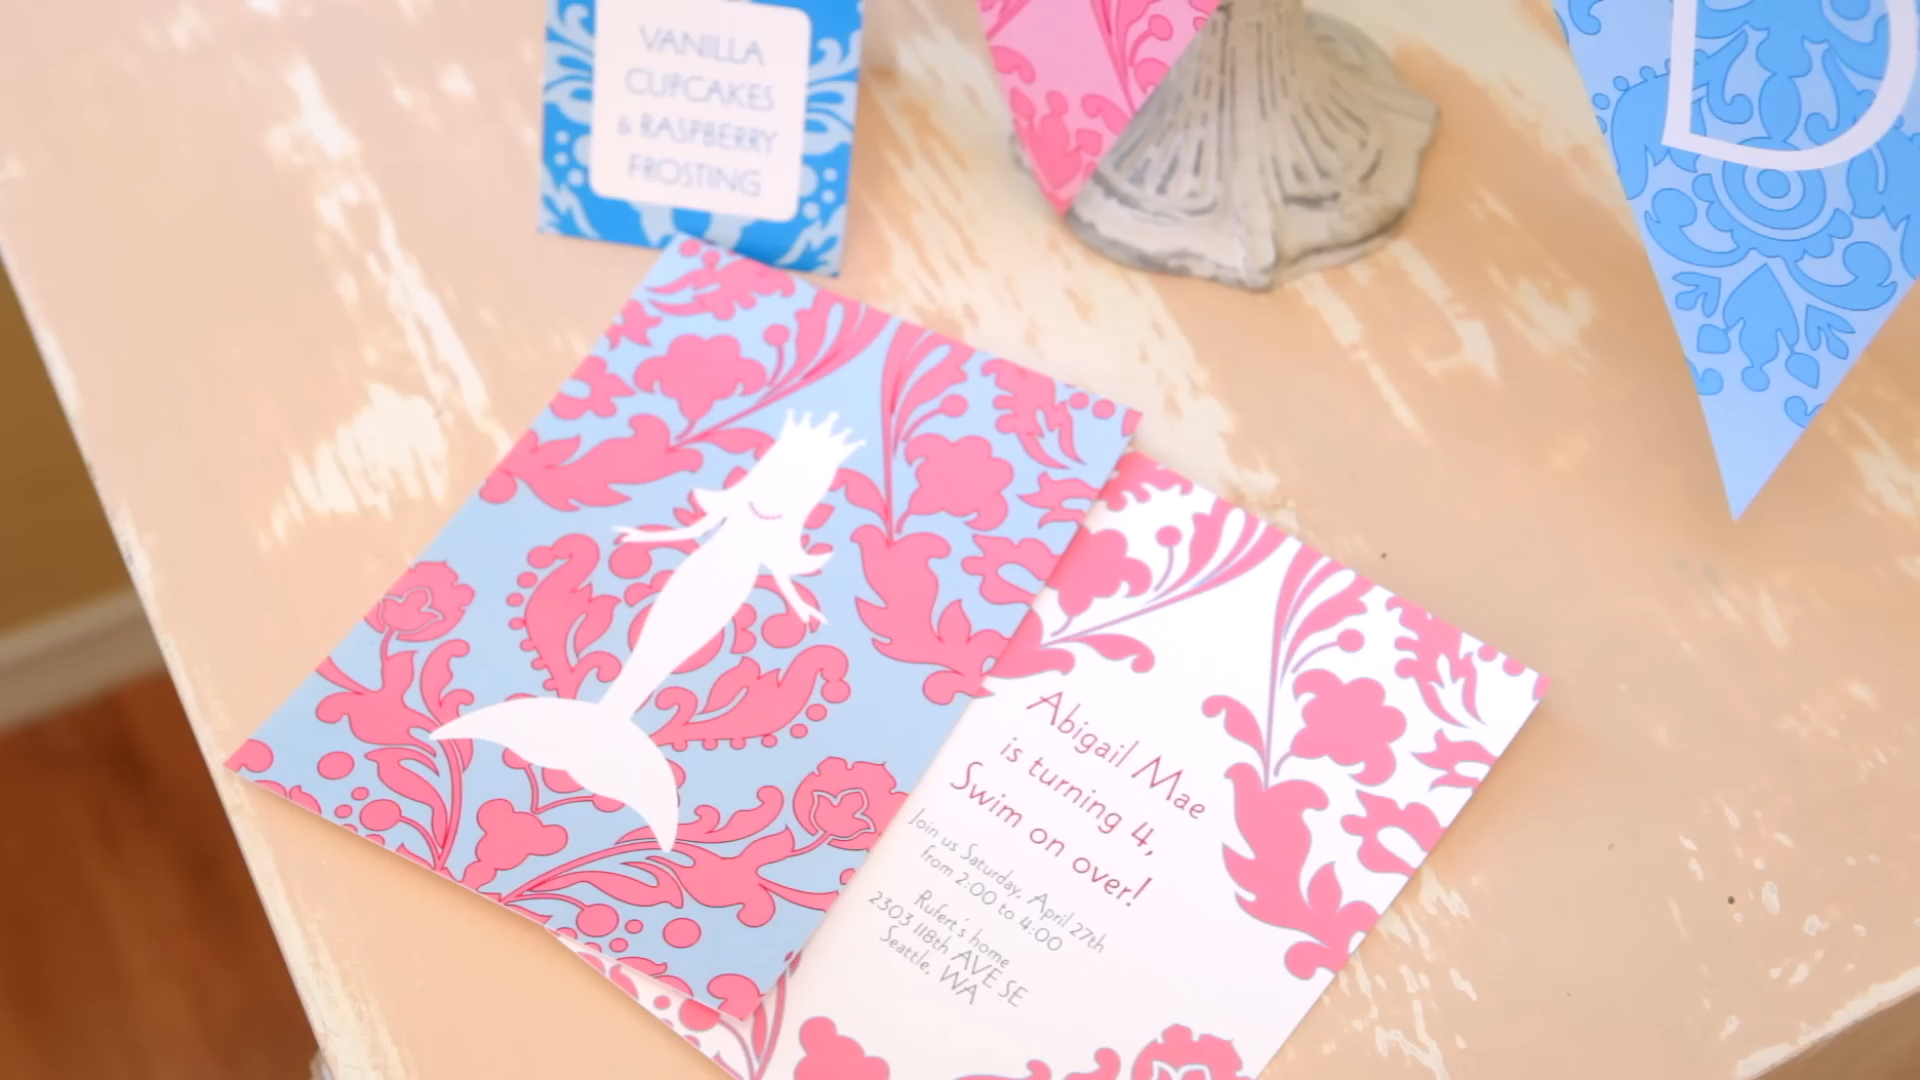 VANILLA
CUPCAKES
& RASPBERRY
FROSTING
D
Abigail Mae
is turning 4,
Swim on over!
Join us Saturday, April 27th
from 2:00 to 4:00
Rufert's home
2303 118th AVE SE
Seattle, WA